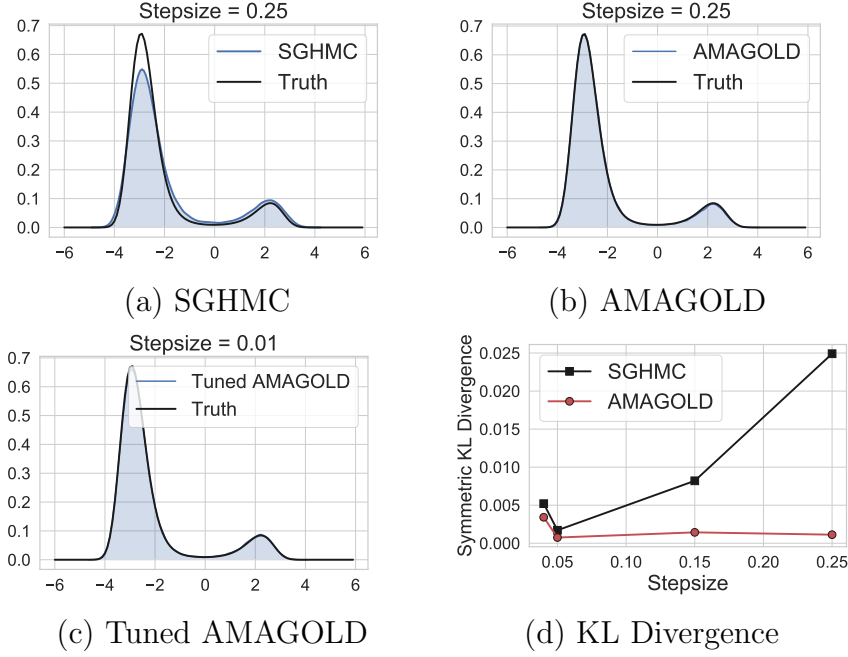 Stepsize = 0.25
0.7
0.6
0.5
0.4
0.3
0.2
0.1
0.0
−6 −4 −2 0 2 4 6
SGHMC
Truth
(a) SGHMC
Stepsize = 0.25
0.7
0.6
0.5
0.4
0.3
0.2
0.1
0.0
−6 −4 −2 0 2 4 6
AMAGOLD
Truth
(b) AMAGOLD
Stepsize = 0.01
0.7
0.6
0.5
0.4
0.3
0.2
0.1
0.0
−6 −4 −2 0 2 4 6
Tuned AMAGOLD
Truth
(c) Tuned AMAGOLD
Symmetric KL Divergence
0.025
0.020
0.015
0.010
0.005
0.000
SGHMC
AMAGOLD
0.05 0.10 0.15 0.20 0.25
Stepsize
(d) KL Divergence